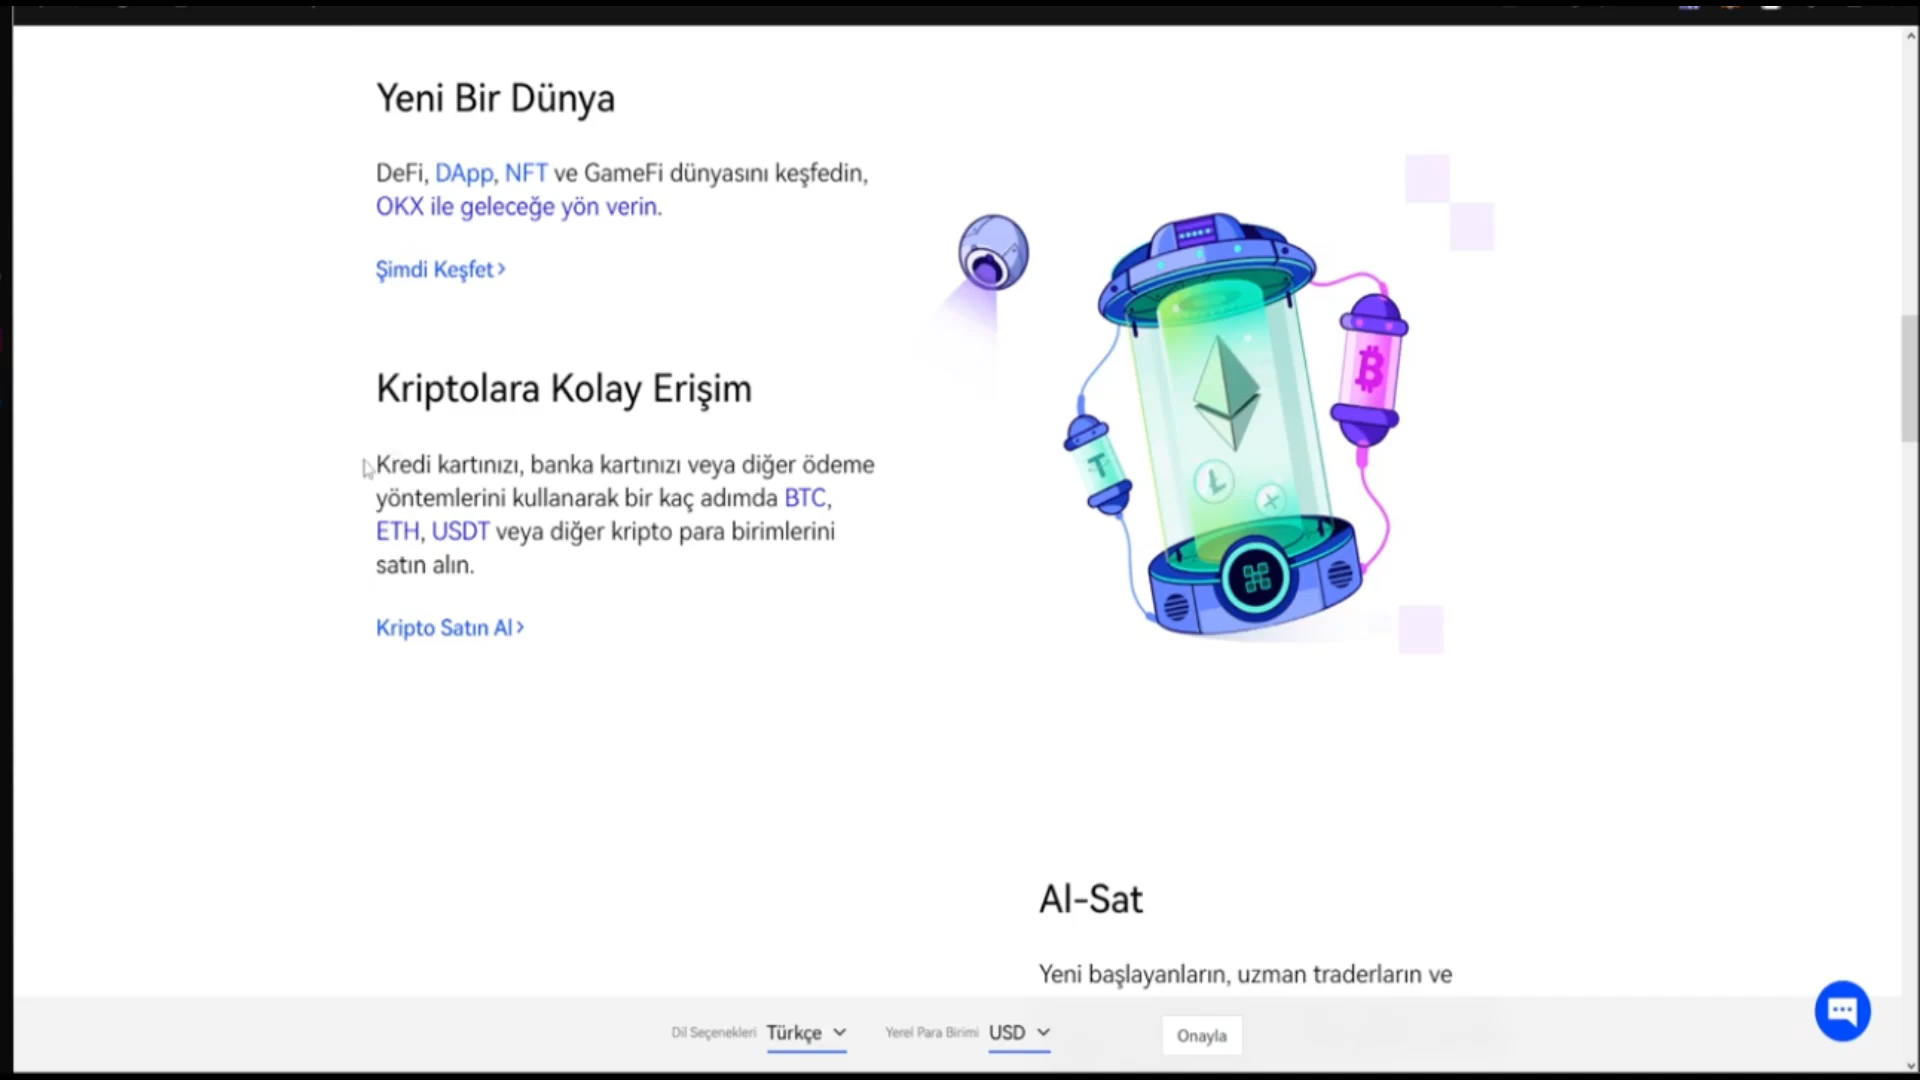 Yeni Bir Dünya
DeFi, DApp, NFT ve GameFi dünyasını keşfedin,
OKX ile geleceğe yön verin.
Şimdi Keşfet>
Kriptolara Kolay Erişim
Kredi kartınızı, banka kartınızı veya diğer ödeme
yöntemlerini kullanarak bir kaç adımda BTC,
ETH, USDT veya diğer kripto para birimlerini
satın alın.
Kripto Satın Al>
Al-Sat
Yeni başlayanların, uzman traderların ve
Dil Seçenekleri Türkçe Yerel Para Birimi USD Onayla